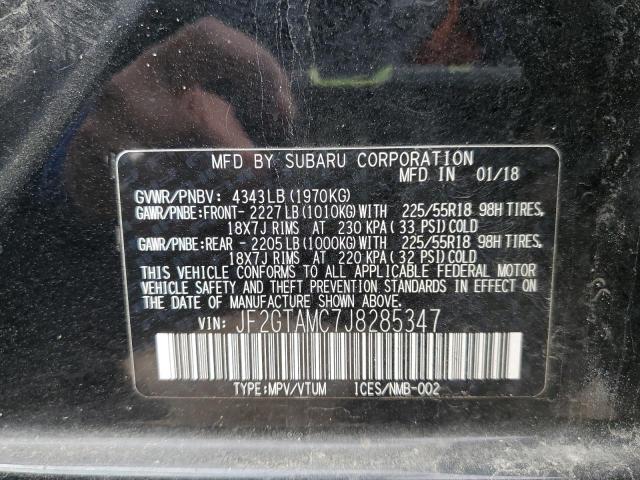 MFD BY SUBARU CORPORATION
MFD IN 01/18
GVWR/PNBV: 4343LB (1970KG)
GAWR/PNBE:FRONT- 2227LB (1010KG)WITH 225/55R18 98H TIRES,
18X7J RIMS AT 230 KPA (33 PSI)COLD
GAWR/PNBE:REAR - 2205LB (1000KG)WITH 225/55R18 98H TIRES,
18X7J RIMS AT 220 KPA (32 PSI)COLD
THIS VEHICLE CONFORMS TO ALL APPLICABLE FEDERAL MOTOR
VEHICLE SAFETY AND THEFT PREVENTION STANDARDS IN EFFECT ON
THE DATE OF MANUFACTURE SHOWN ABOVE.
VIN: JF2GTAMC7J8285347
TYPE:MPV/VTUM ICES/NMB-002